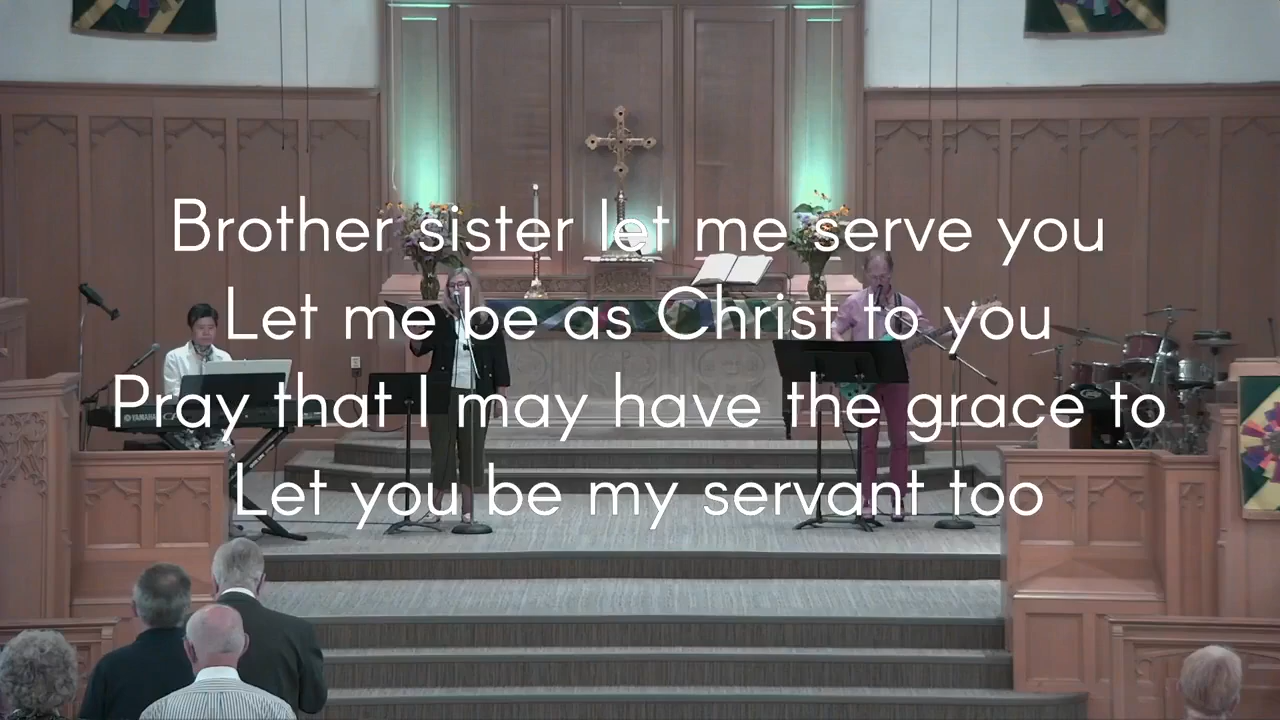 Brother sister let me serve you
Let me be as Christ to you
Pray that I may have the grace to
Let you be my servant too
YAMAHA